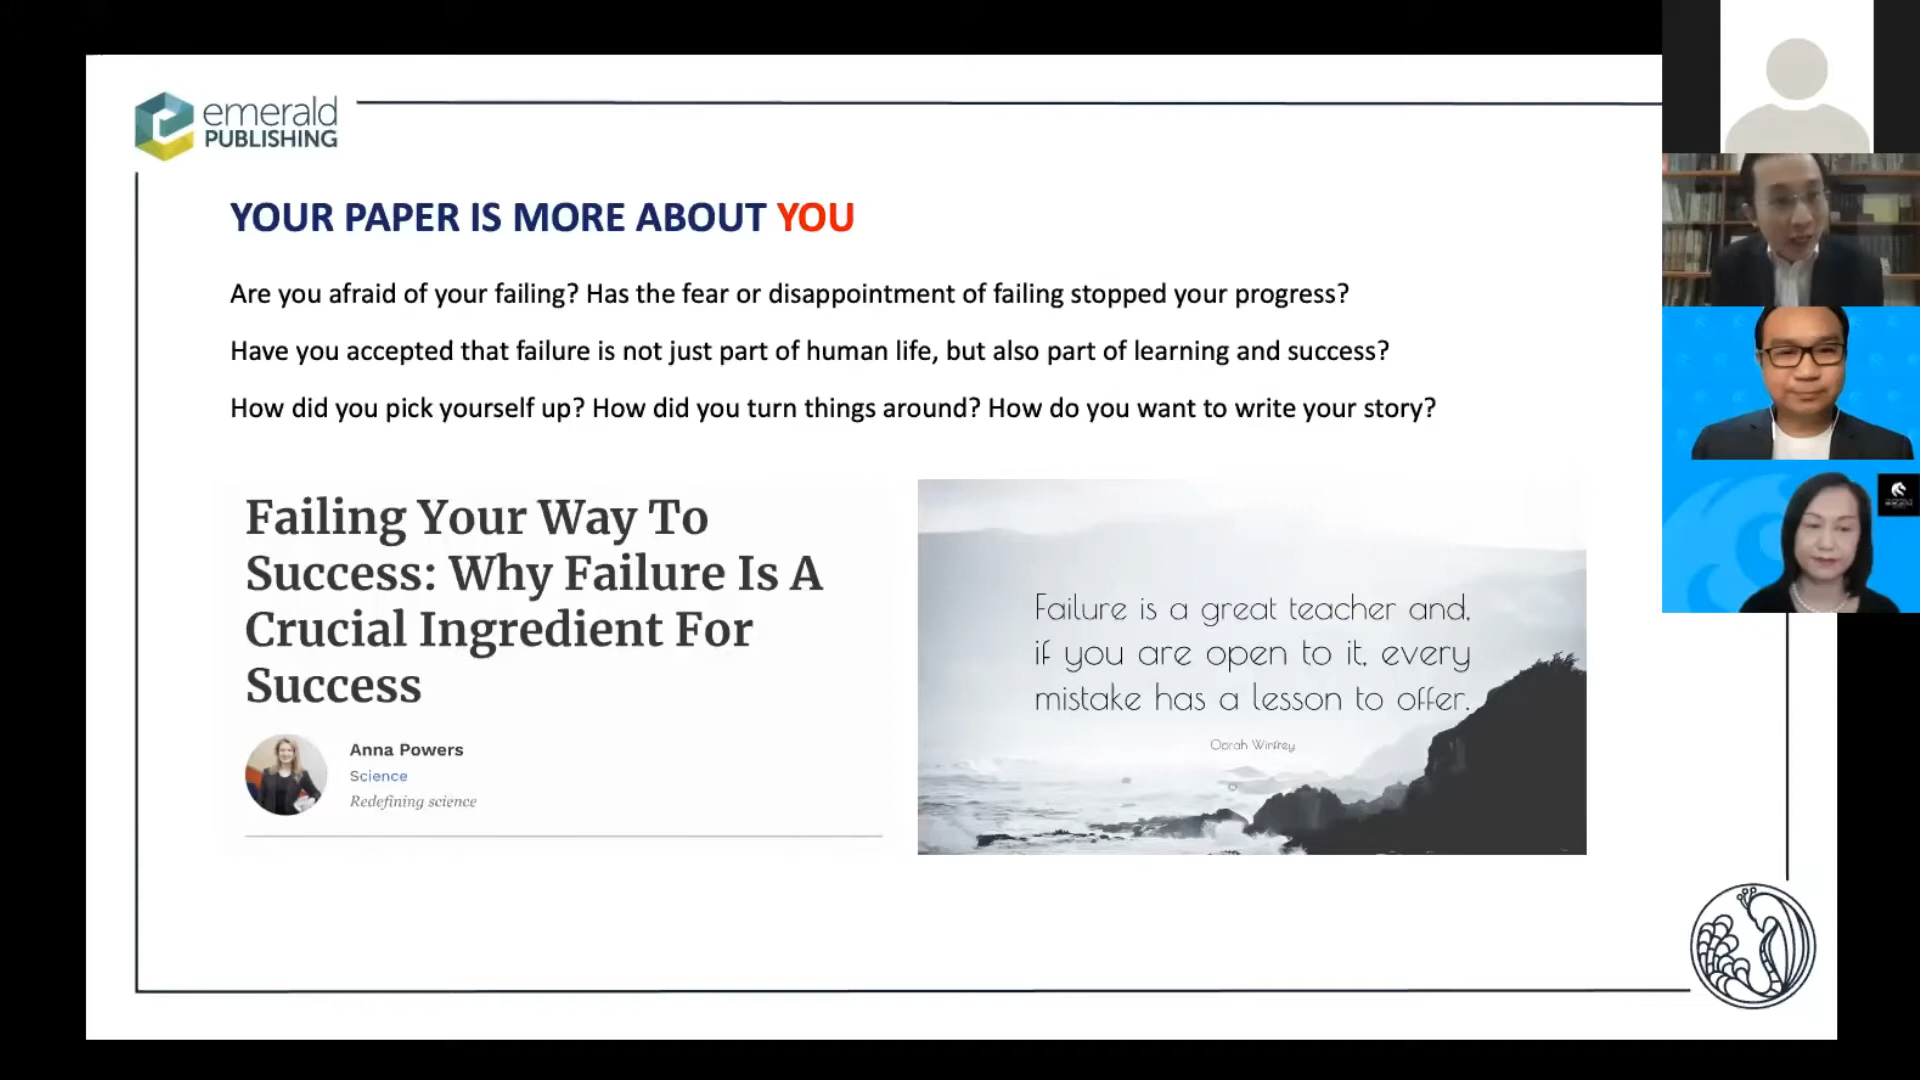 emerald
PUBLISHING
YOUR PAPER IS MORE ABOUT YOU
Are you afraid of your failing? Has the fear or disappointment of failing stopped your progress?
Have you accepted that failure is not just part of human life, but also part of learning and success?
How did you pick yourself up? How did you turn things around? How do you want to write your story?
Failing Your Way To
Success: Why Failure Is A
Crucial Ingredient For
Success
Anna Powers
Science
Redefining science
Failure is a great teacher and,
if you are open to it, every
mistake has a lesson to offer.
Oprah Winfrey